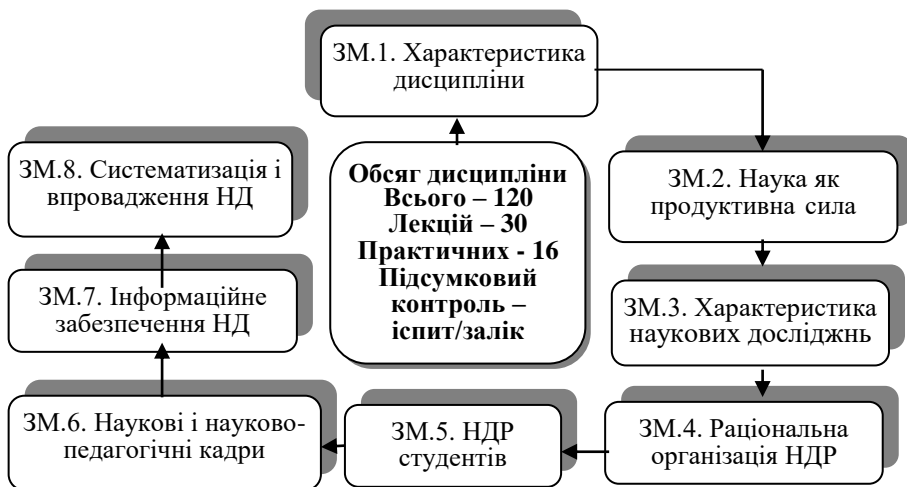 ЗМ.1. Характеристика
дисципліни
ЗМ.8. Систематизація і
впровадження НД
Обсяг дисципліни
Всього – 120
Лекцій – 30
Практичних - 16
Підсумковий
контроль –
іспит/залік
ЗМ.2. Наука як
продуктивна сила
ЗМ.7. Інформаційне
забезпечення НД
ЗМ.3. Характеристика
наукових досліджнь
ЗМ.6. Наукові і науково-
педагогічні кадри
ЗМ.5. НДР
студентів
ЗМ.4. Раціональна
організація НДР